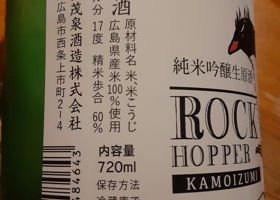 純米吟醸生原酒
ROCK
HOPPER
KAMOIZUMI
酒
原材料名 米 米こうじ
広島県産米100%使用
分 17度 精米歩合 60%
茂泉酒造株式会社
広島市西条上市町2-4
内容量
720ml
保存方法
84643